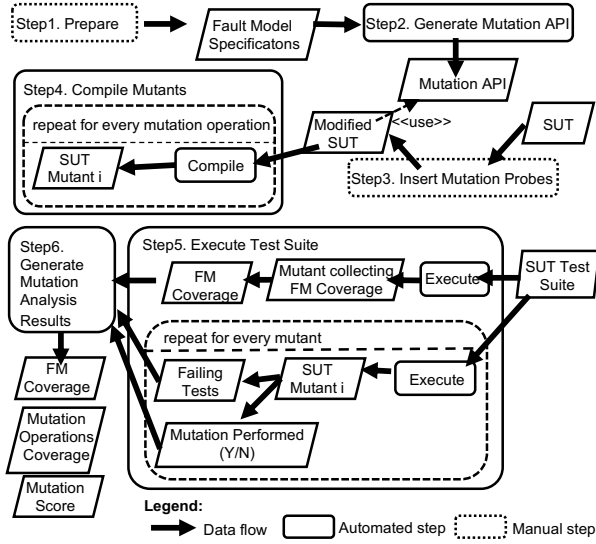 Step1. Prepare
Fault Model
Specificatons
Step2. Generate Mutation API
Mutation API
Step4. Compile Mutants
repeat for every mutation operation
SUT
Mutant i
Compile
Modified
SUT
<<use>>
SUT
Step3. Insert Mutation Probes
Step6.
Generate
Mutation
Analysis
Results
Step5. Execute Test Suite
FM
Coverage
Mutant collecting
FM Coverage
Execute
SUT Test
Suite
repeat for every mutant
Failing
Tests
SUT
Mutant i
Execute
Mutation Performed
(Y/N)
FM
Coverage
Mutation
Operations
Coverage
Mutation
Score
Legend:
Data flow
Automated step
Manual step